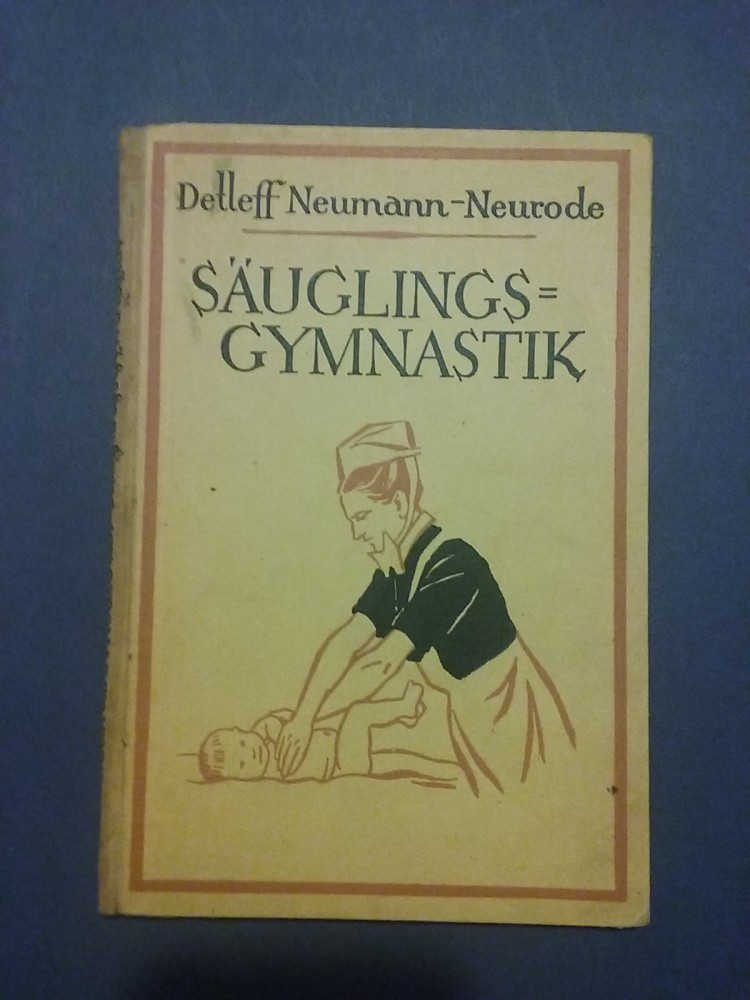 Detleff Neumann-Neurode
SÄUGLINGS=
GYMNASTIK